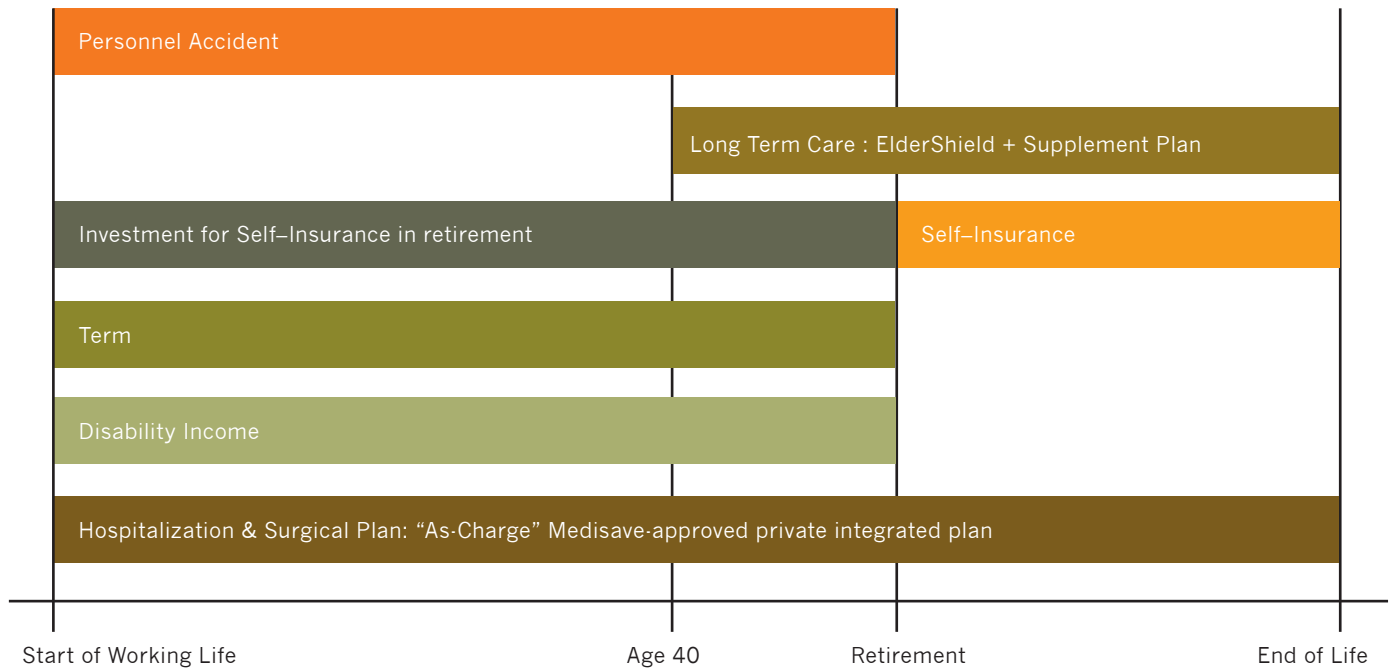 Personnel Accident
Long Term Care : ElderShield + Supplement Plan
Investment for Self–Insurance in retirement
Self–Insurance
Term
Disability Income
Hospitalization & Surgical Plan: “As-Charge” Medisave-approved private integrated plan
Start of Working Life
Age 40
Retirement
End of Life